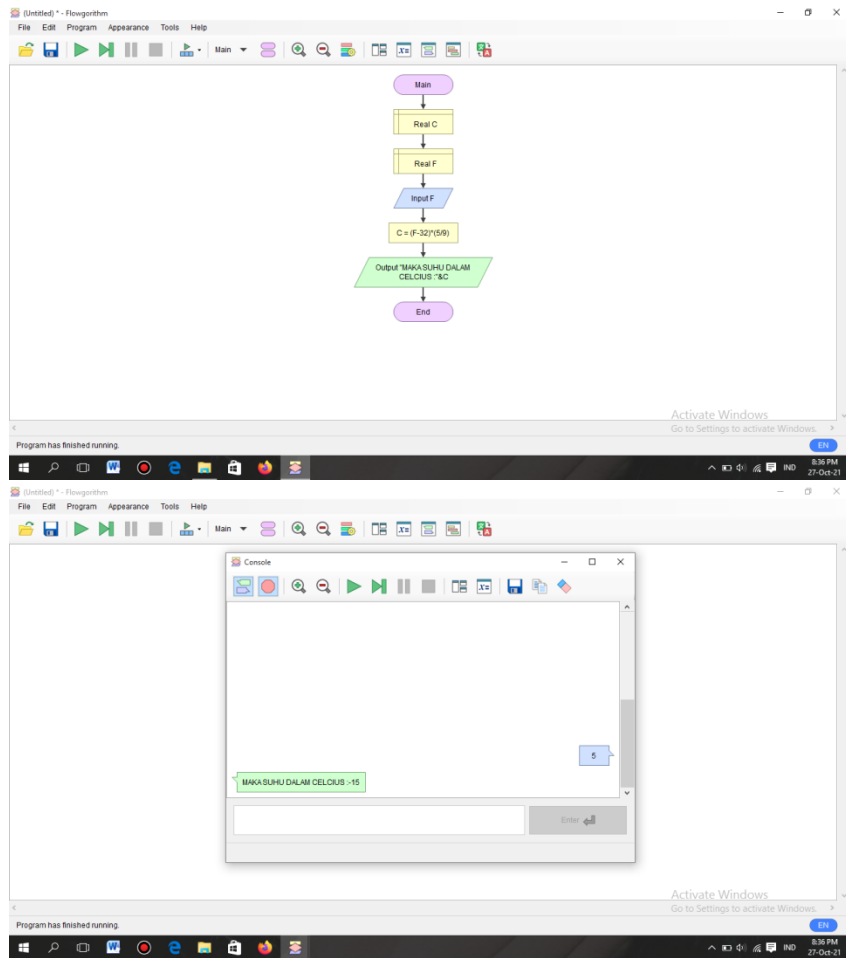 (Untitled) * - Flowgorithm
File Edit Program Appearance Tools Help
Main
Main
Real C
Real F
Input F
C = (F-32)*(5/9)
Output "MAKA SUHU DALAM
CELCIUS :"&C
End
Activate Windows
Go to Settings to activate Windows.
Program has finished running.
EN
IND
8:36 PM
27-Oct-21
(Untitled) * - Flowgorithm
File Edit Program Appearance Tools Help
Main
Console
5
MAKA SUHU DALAM CELCIUS :-15
Enter
Activate Windows
Go to Settings to activate Windows.
Program has finished running.
EN
IND
8:36 PM
27-Oct-21